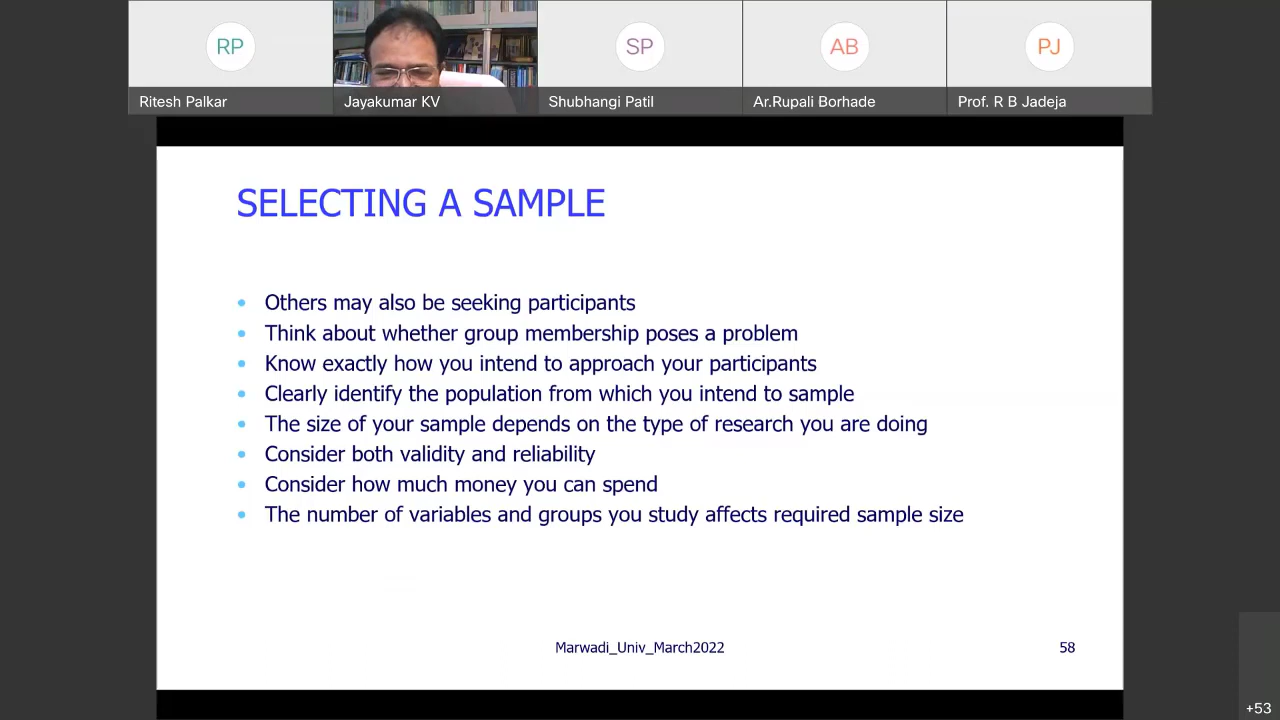 RP
SP
AB
PJ
Ritesh Palkar
Jayakumar KV
Shubhangi Patil
Ar.Rupali Borhade
Prof. R B Jadeja
SELECTING A SAMPLE
• Others may also be seeking participants
• Think about whether group membership poses a problem
• Know exactly how you intend to approach your participants
• Clearly identify the population from which you intend to sample
• The size of your sample depends on the type of research you are doing
• Consider both validity and reliability
• Consider how much money you can spend
• The number of variables and groups you study affects required sample size
Marwadi_Univ_March2022
58
+53